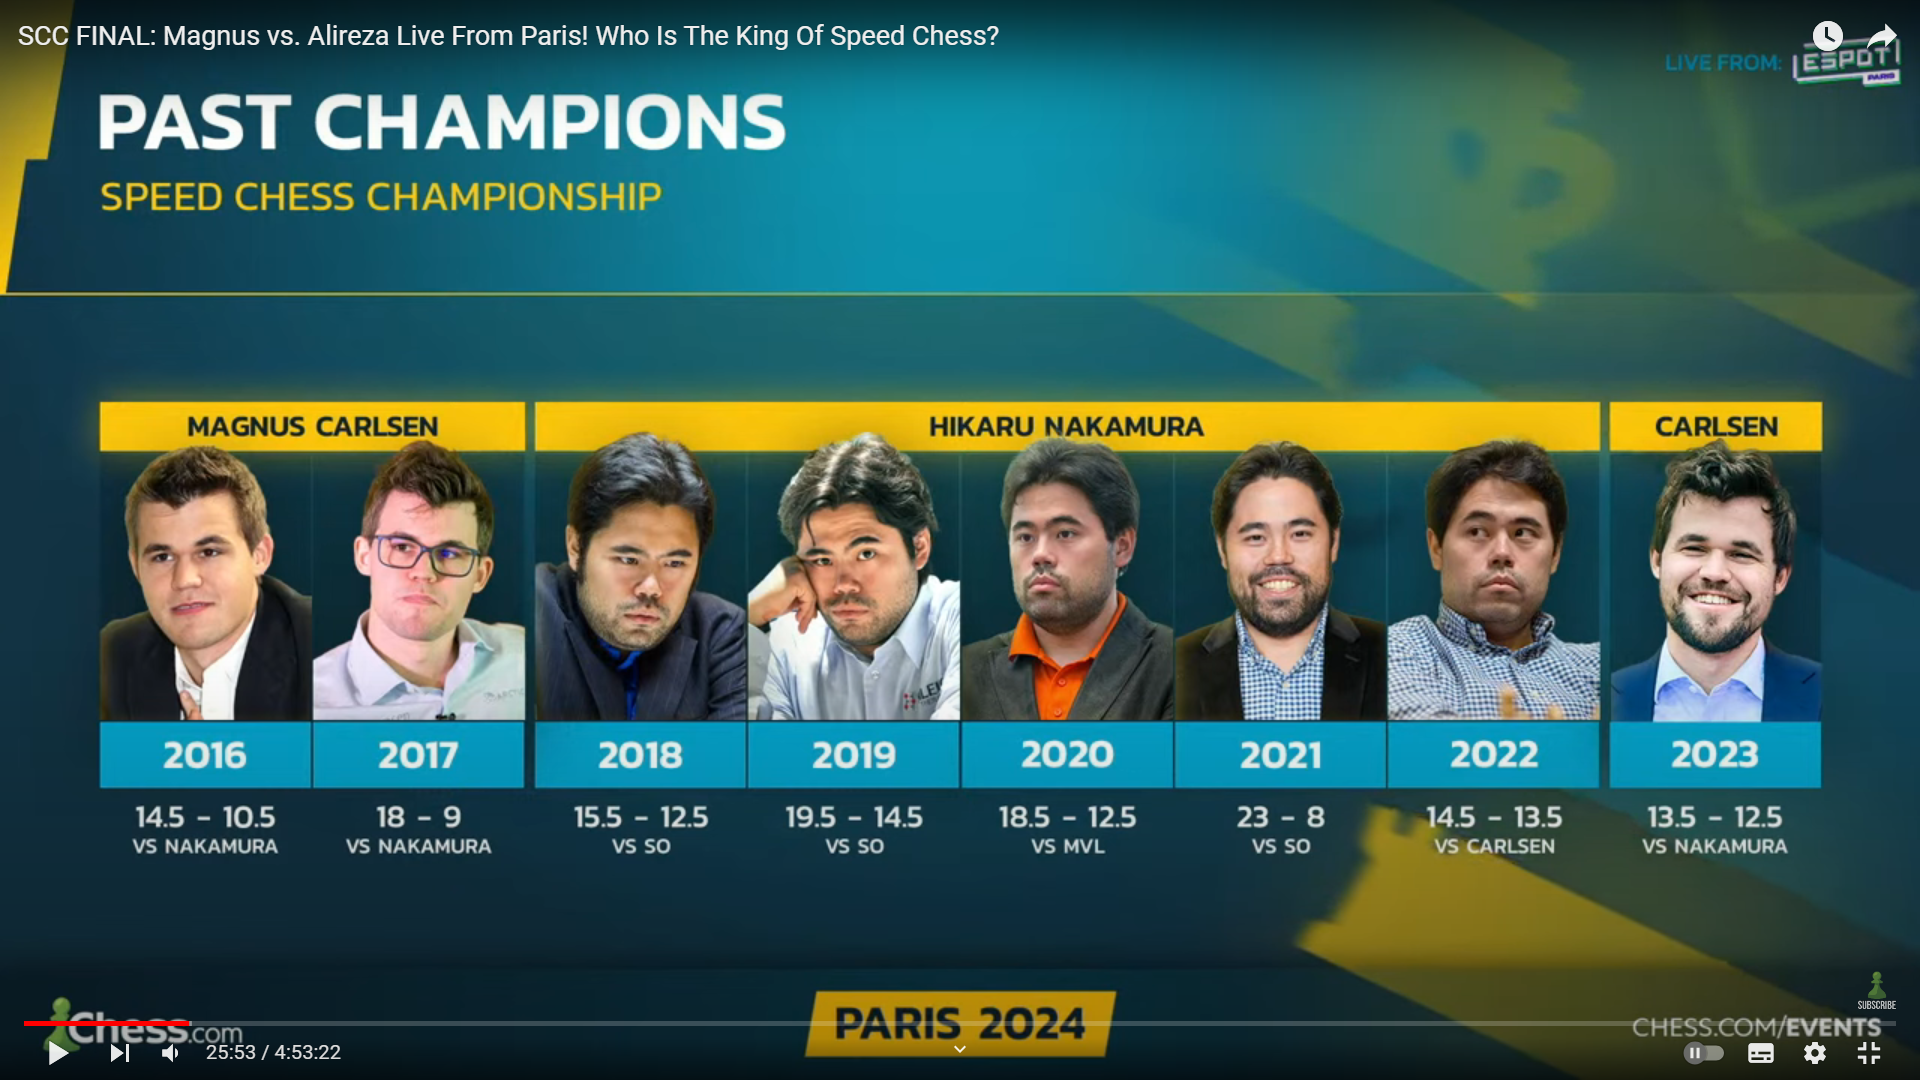 SCC FINAL: Magnus vs. Alireza Live From Paris! Who Is The King Of Speed Chess?
LIVE FROM: ESPOT PARIS
PAST CHAMPIONS
SPEED CHESS CHAMPIONSHIP
MAGNUS CARLSEN HIKARU NAKAMURA CARLSEN
2016 2017 2018 2019 2020 2021 2022 2023
14.5 - 10.5 18 - 9 15.5 - 12.5 19.5 - 14.5 18.5 - 12.5 23 - 8 14.5 - 13.5 13.5 - 12.5
VS NAKAMURA VS NAKAMURA VS SO VS SO VS MVL VS SO VS CARLSEN VS NAKAMURA
SUBSCRIBE
Chess.com PARIS 2024 CHESS.COM/EVENTS
25:53 / 4:53:22